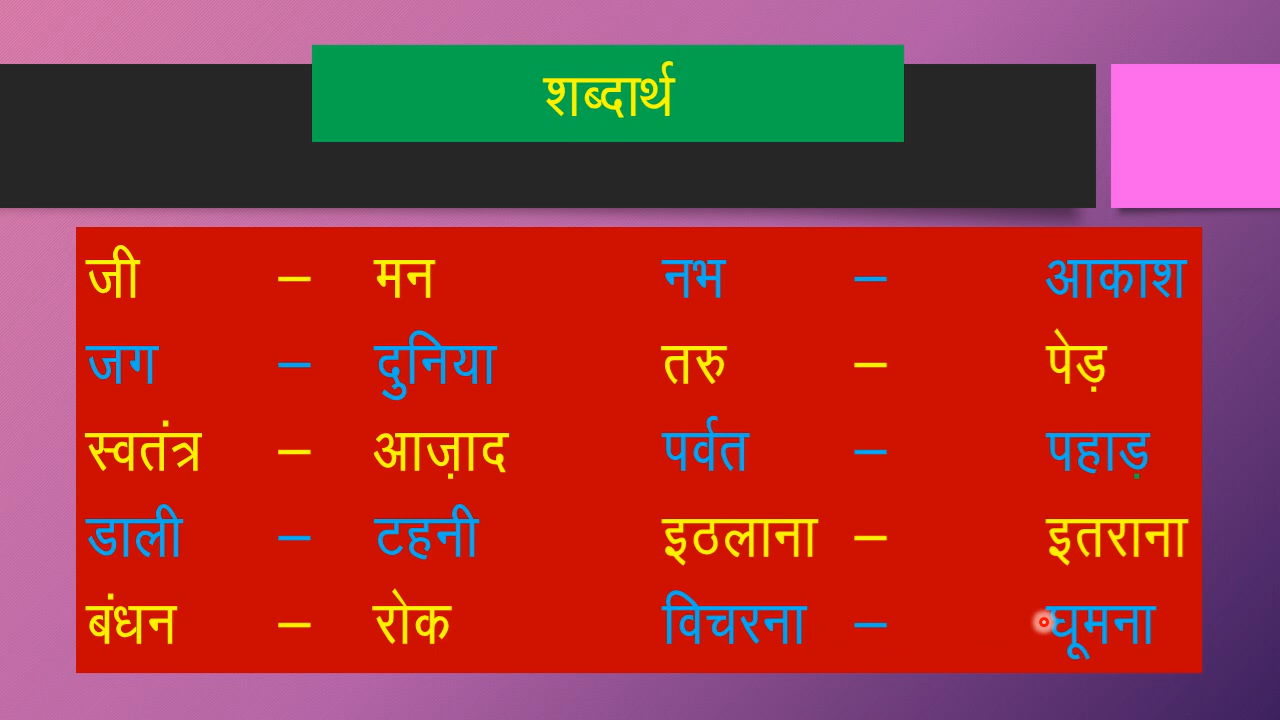 शब्दार्थ
जी – मन नभ – आकाश
जग – दुनिया तरु – पेड़
स्वतंत्र – आज़ाद पर्वत – पहाड़
डाली – टहनी इठलाना – इतराना
बंधन – रोक विचरना – घूमना